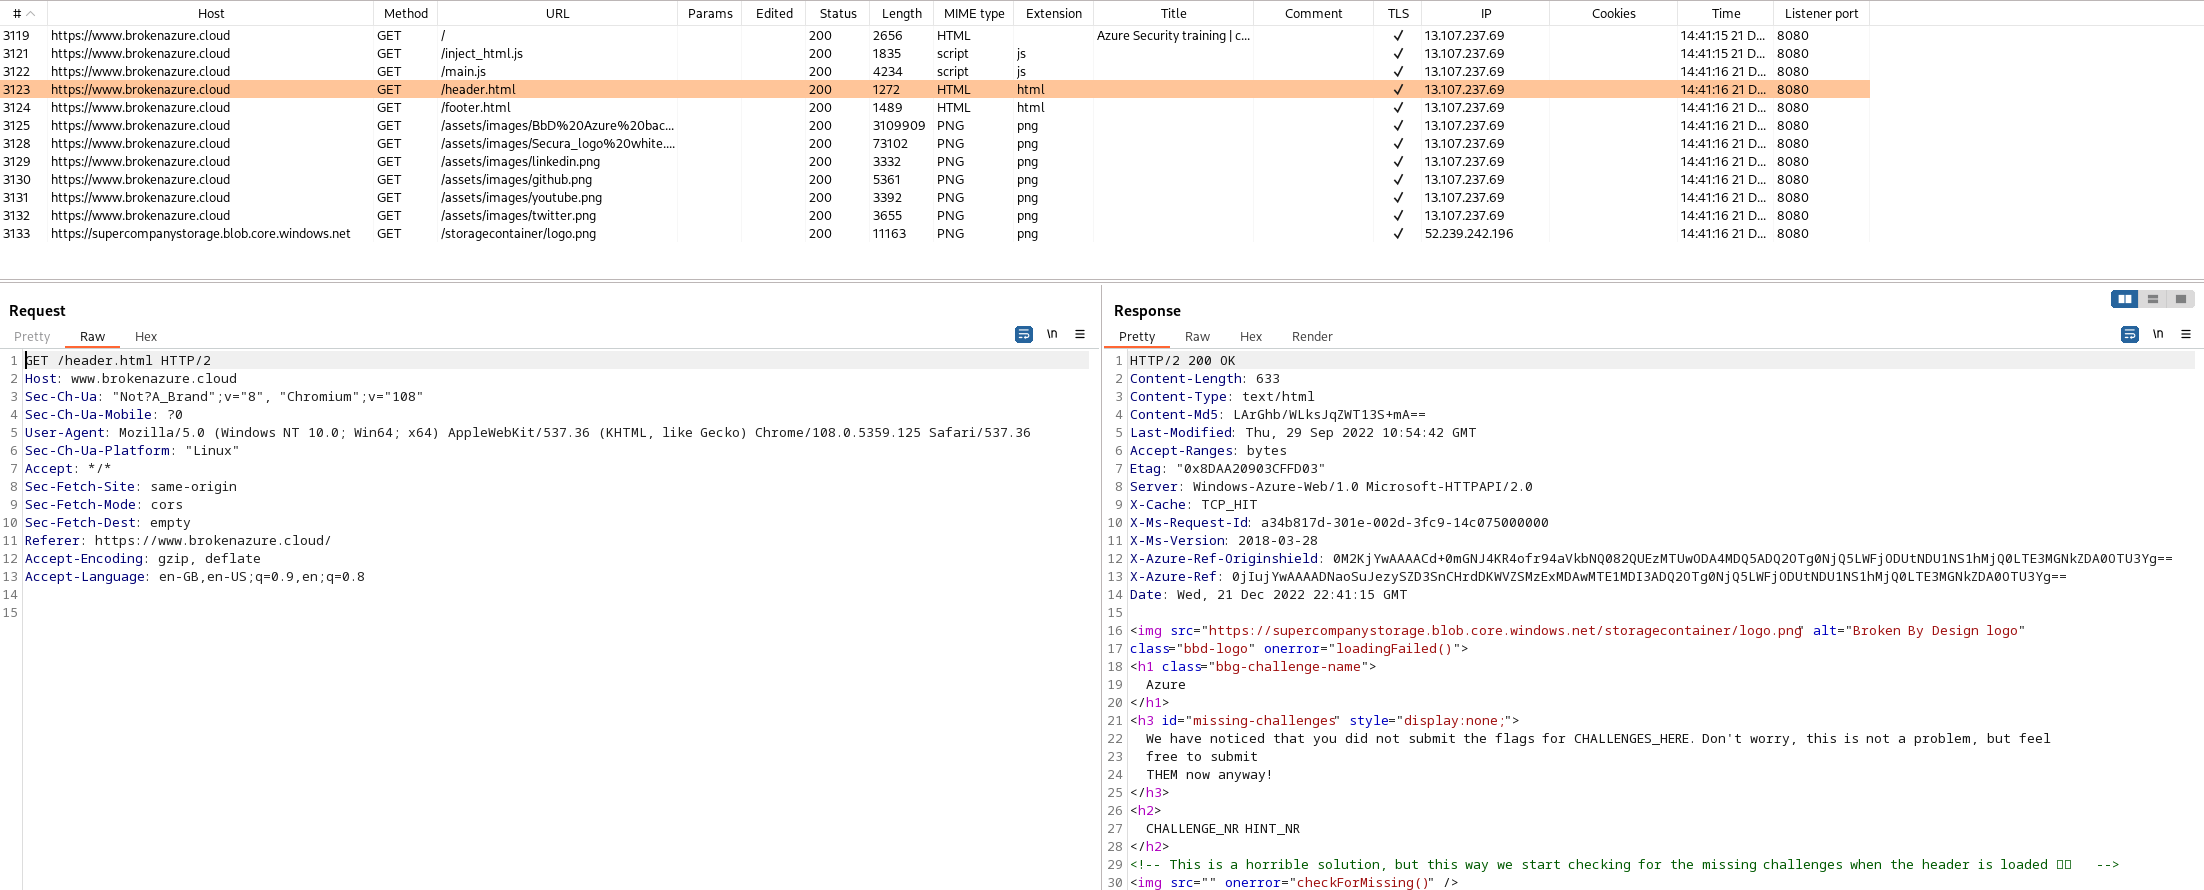 # Host Method URL Params Edited Status Length MIME type Extension Title Comment TLS IP Cookies Time Listener port
3119 https://www.brokenazure.cloud GET / 200 2656 HTML Azure Security training | c... ✓ 13.107.237.69 14:41:15 21 D... 8080
3121 https://www.brokenazure.cloud GET /inject_html.js 200 1835 script js ✓ 13.107.237.69 14:41:15 21 D... 8080
3122 https://www.brokenazure.cloud GET /main.js 200 4234 script js ✓ 13.107.237.69 14:41:16 21 D... 8080
3123 https://www.brokenazure.cloud GET /header.html 200 1272 HTML html ✓ 13.107.237.69 14:41:16 21 D... 8080
3124 https://www.brokenazure.cloud GET /footer.html 200 1489 HTML html ✓ 13.107.237.69 14:41:16 21 D... 8080
3125 https://www.brokenazure.cloud GET /assets/images/BbD%20Azure%20bac... 200 3109909 PNG png ✓ 13.107.237.69 14:41:16 21 D... 8080
3128 https://www.brokenazure.cloud GET /assets/images/Secura_logo%20white.... 200 73102 PNG png ✓ 13.107.237.69 14:41:16 21 D... 8080
3129 https://www.brokenazure.cloud GET /assets/images/linkedin.png 200 3332 PNG png ✓ 13.107.237.69 14:41:16 21 D... 8080
3130 https://www.brokenazure.cloud GET /assets/images/github.png 200 5361 PNG png ✓ 13.107.237.69 14:41:16 21 D... 8080
3131 https://www.brokenazure.cloud GET /assets/images/youtube.png 200 3392 PNG png ✓ 13.107.237.69 14:41:16 21 D... 8080
3132 https://www.brokenazure.cloud GET /assets/images/twitter.png 200 3655 PNG png ✓ 13.107.237.69 14:41:16 21 D... 8080
3133 https://supercompanystorage.blob.core.windows.net GET /storagecontainer/logo.png 200 11163 PNG png ✓ 52.239.242.196 14:41:16 21 D... 8080
Request
Pretty Raw Hex \n
1 GET /header.html HTTP/2
2 Host: www.brokenazure.cloud
3 Sec-Ch-Ua: "Not?A_Brand";v="8", "Chromium";v="108"
4 Sec-Ch-Ua-Mobile: ?0
5 User-Agent: Mozilla/5.0 (Windows NT 10.0; Win64; x64) AppleWebKit/537.36 (KHTML, like Gecko) Chrome/108.0.5359.125 Safari/537.36
6 Sec-Ch-Ua-Platform: "Linux"
7 Accept: */*
8 Sec-Fetch-Site: same-origin
9 Sec-Fetch-Mode: cors
10 Sec-Fetch-Dest: empty
11 Referer: https://www.brokenazure.cloud/
12 Accept-Encoding: gzip, deflate
13 Accept-Language: en-GB,en-US;q=0.9,en;q=0.8
14
15
Response
Pretty Raw Hex Render \n
1 HTTP/2 200 OK
2 Content-Length: 633
3 Content-Type: text/html
4 Content-Md5: LArGhb/WLksJqZWT13S+mA==
5 Last-Modified: Thu, 29 Sep 2022 10:54:42 GMT
6 Accept-Ranges: bytes
7 Etag: "0x8DAA20903CFFD03"
8 Server: Windows-Azure-Web/1.0 Microsoft-HTTPAPI/2.0
9 X-Cache: TCP_HIT
10 X-Ms-Request-Id: a34b817d-301e-002d-3fc9-14c075000000
11 X-Ms-Version: 2018-03-28
12 X-Azure-Ref-Originshield: 0M2KjYwAAAACd+0mGNJ4KR4ofr94aVkbNQ082QUEzMTUwODA4MDQ5ADQ2OTg0NjQ5LWFjODUtNDU1NS1hMjQ0LTE3MGNkZDA0OTU3Yg==
13 X-Azure-Ref: 0jIujYwAAAADNaoSuJezySZD3SnCHrdDKWVZSMzExMDAwMTE1MDI3ADQ2OTg0NjQ5LWFjODUtNDU1NS1hMjQ0LTE3MGNkZDA0OTU3Yg==
14 Date: Wed, 21 Dec 2022 22:41:15 GMT
15
16 <img src="https://supercompanystorage.blob.core.windows.net/storagecontainer/logo.png" alt="Broken By Design logo"
17 class="bbd-logo" onerror="loadingFailed()">
18 <h1 class="bbg-challenge-name">
19 Azure
20 </h1>
21 <h3 id="missing-challenges" style="display:none;">
22 We have noticed that you did not submit the flags for CHALLENGES_HERE. Don't worry, this is not a problem, but feel
23 free to submit
24 THEM now anyway!
25 </h3>
26 <h2>
27 CHALLENGE_NR HINT_NR
28 </h2>
29 <!-- This is a horrible solution, but this way we start checking for the missing challenges when the header is loaded -->
30 <img src="" onerror="checkForMissing()" />